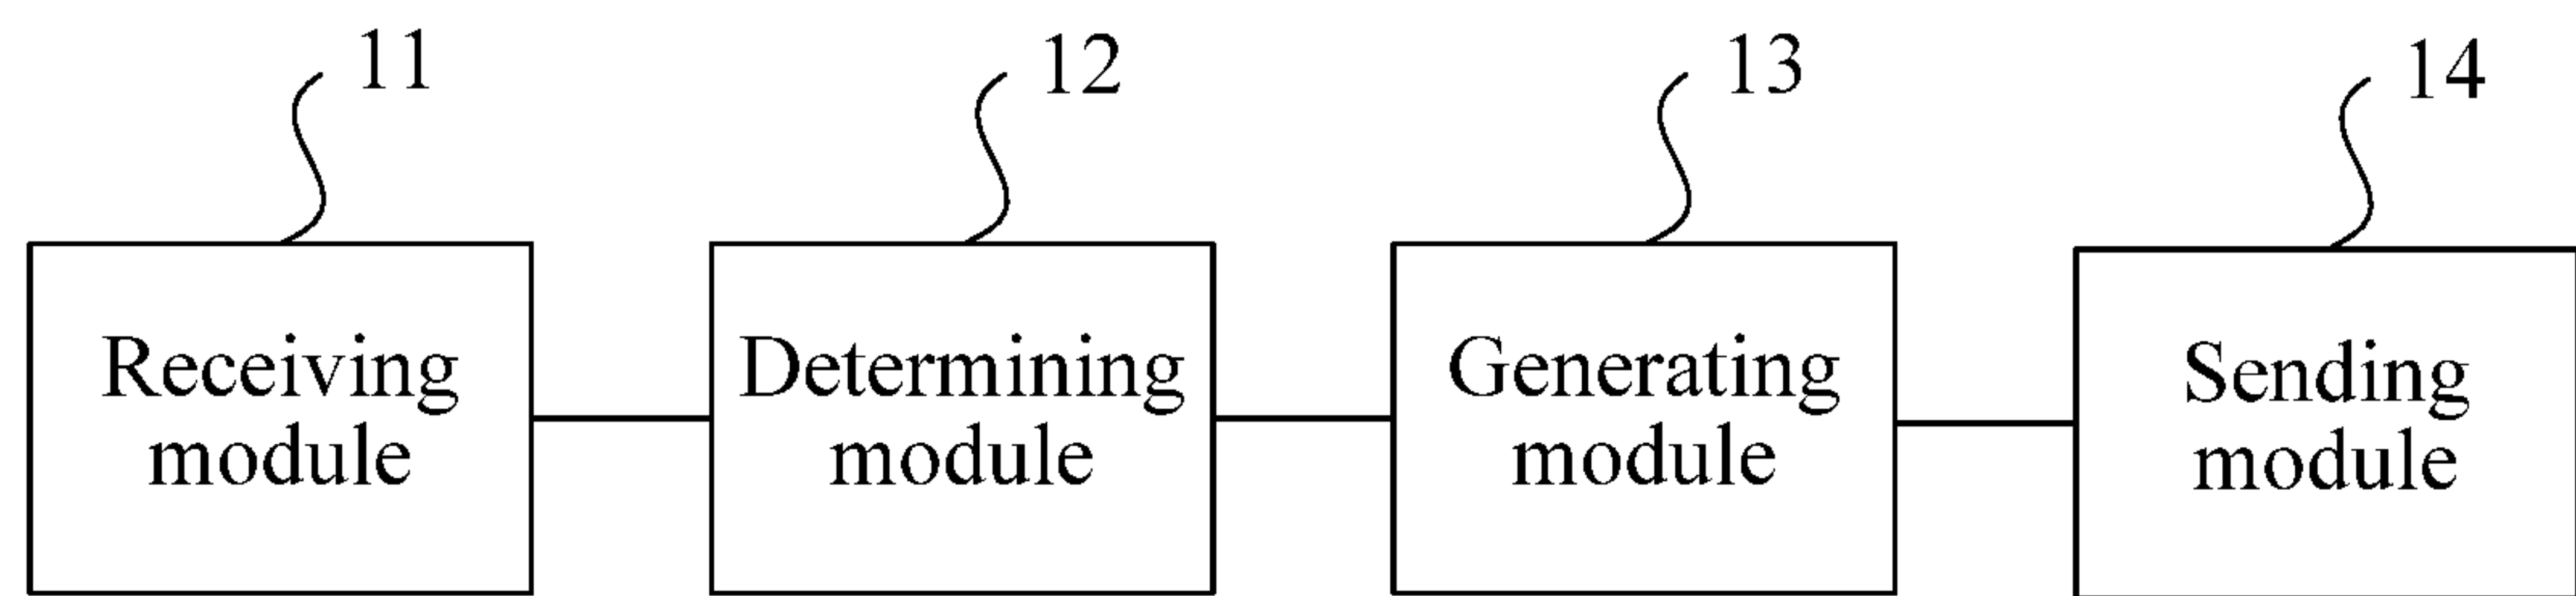 11
12
13
14
Receiving
module
Determining
module
Generating
module
Sending
module